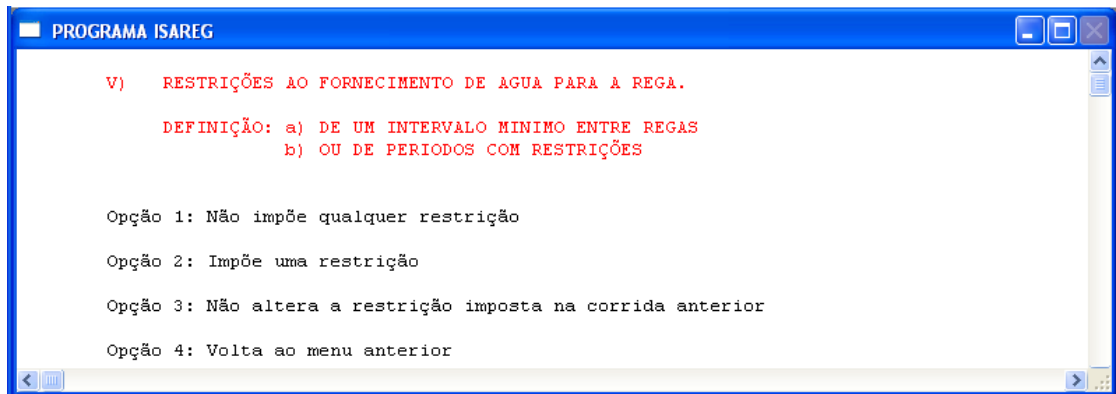 PROGRAMA ISAREG
V) RESTRIÇÕES AO FORNECIMENTO DE AGUA PARA A REGA.
DEFINIÇÃO: a) DE UM INTERVALO MINIMO ENTRE REGAS
b) OU DE PERIODOS COM RESTRIÇÕES
Opção 1: Não impõe qualquer restrição
Opção 2: Impõe uma restrição
Opção 3: Não altera a restrição imposta na corrida anterior
Opção 4: Volta ao menu anterior